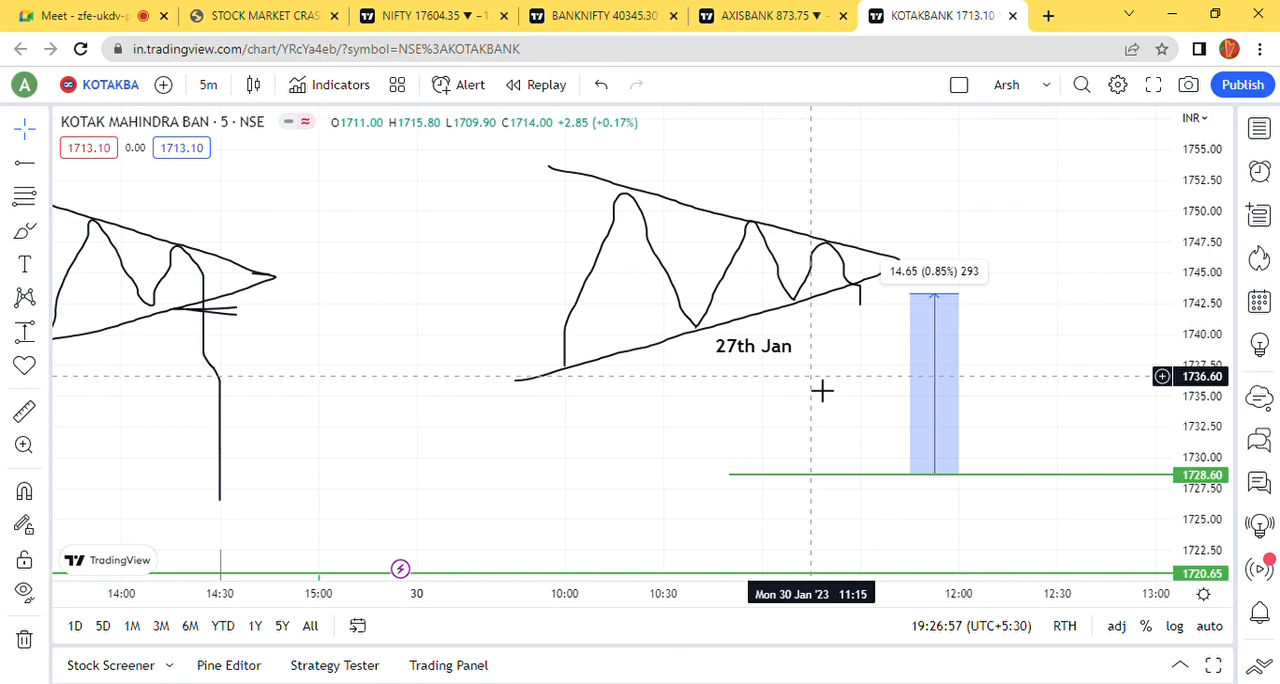 Meet - zfe-ukdv-p
STOCK MARKET CRAS
NIFTY 17604.35 ▼ −1.
BANKNIFTY 40345.30
AXISBANK 873.75 ▼ −
KOTAKBANK 1713.10
in.tradingview.com/chart/YRcYa4eb/?symbol=NSE%3AKOTAKBANK
A
KOTAKBA
5m
Indicators
Alert
Replay
Arsh
Publish
KOTAK MAHINDRA BAN · 5 · NSE
O1711.00 H1715.80 L1709.90 C1714.00 +2.85 (+0.17%)
INR
1713.10
0.00
1713.10
1755.00
1752.50
1750.00
1747.50
1745.00
1742.50
1740.00
1737.50
1736.60
1735.00
1732.50
1730.00
1728.60
1727.50
1725.00
1722.50
1720.65
14.65 (0.85%) 293
27th Jan
TradingView
14:00
14:30
15:00
30
10:00
10:30
Mon 30 Jan '23 11:15
12:00
12:30
13:00
1D 5D 1M 3M 6M YTD 1Y 5Y All
19:26:57 (UTC+5:30)
RTH
adj % log auto
Stock Screener
Pine Editor
Strategy Tester
Trading Panel